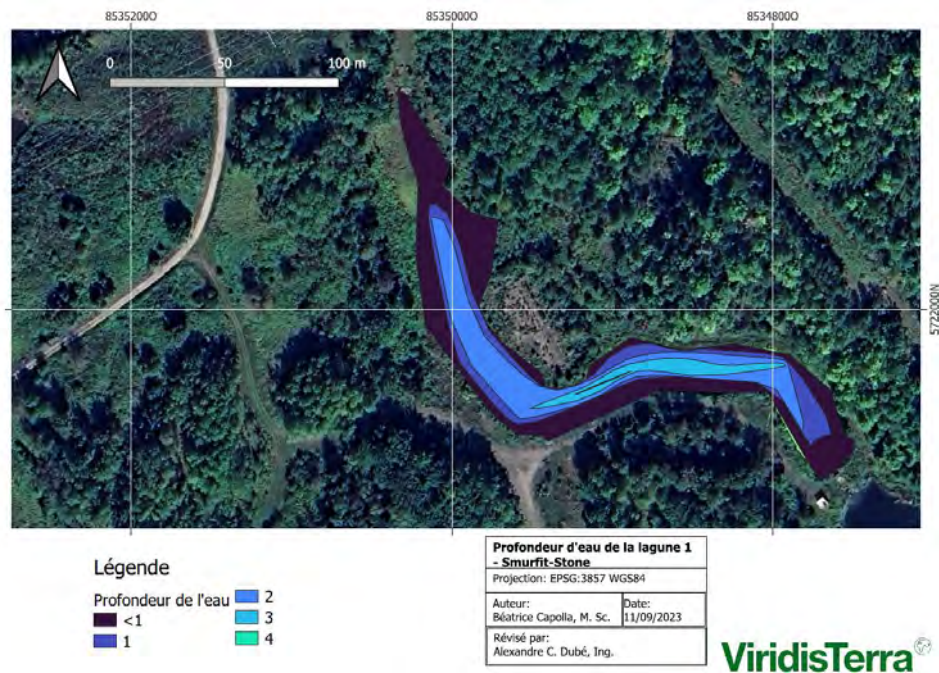 8535200O
8535000O
8534800O
0 50 100 m
5722000N
Légende
Profondeur de l'eau
<1
1
2
3
4
Profondeur d'eau de la lagune 1
- Smurfit-Stone
Projection: EPSG:3857 WGS84
Auteur:
Béatrice Capolla, M. Sc.
Date:
11/09/2023
Révisé par:
Alexandre C. Dubé, Ing.
ViridisTerra